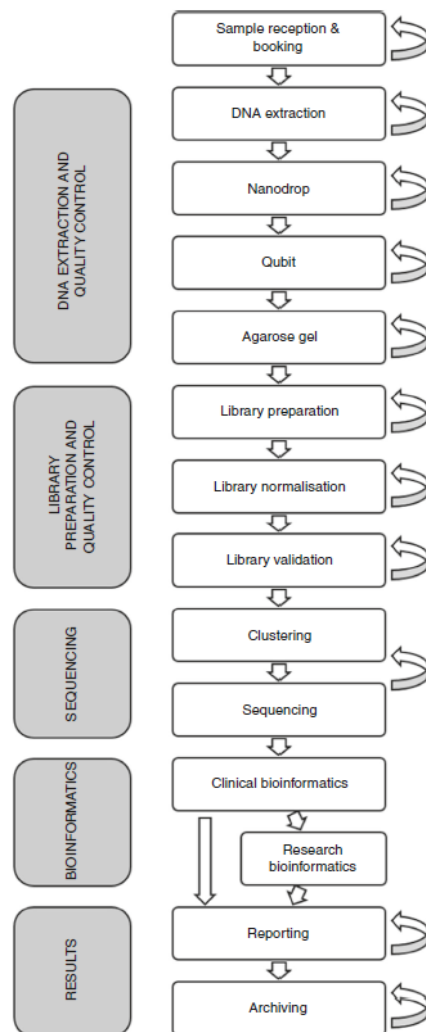 Sample reception &
booking
DNA EXTRACTION AND
QUALITY CONTROL
DNA extraction
Nanodrop
Qubit
Agarose gel
LIBRARY
PREPARATION AND
QUALITY CONTROL
Library preparation
Library normalisation
Library validation
SEQUENCING
Clustering
Sequencing
BIOINFORMATICS
Clinical bioinformatics
Research
bioinformatics
RESULTS
Reporting
Archiving